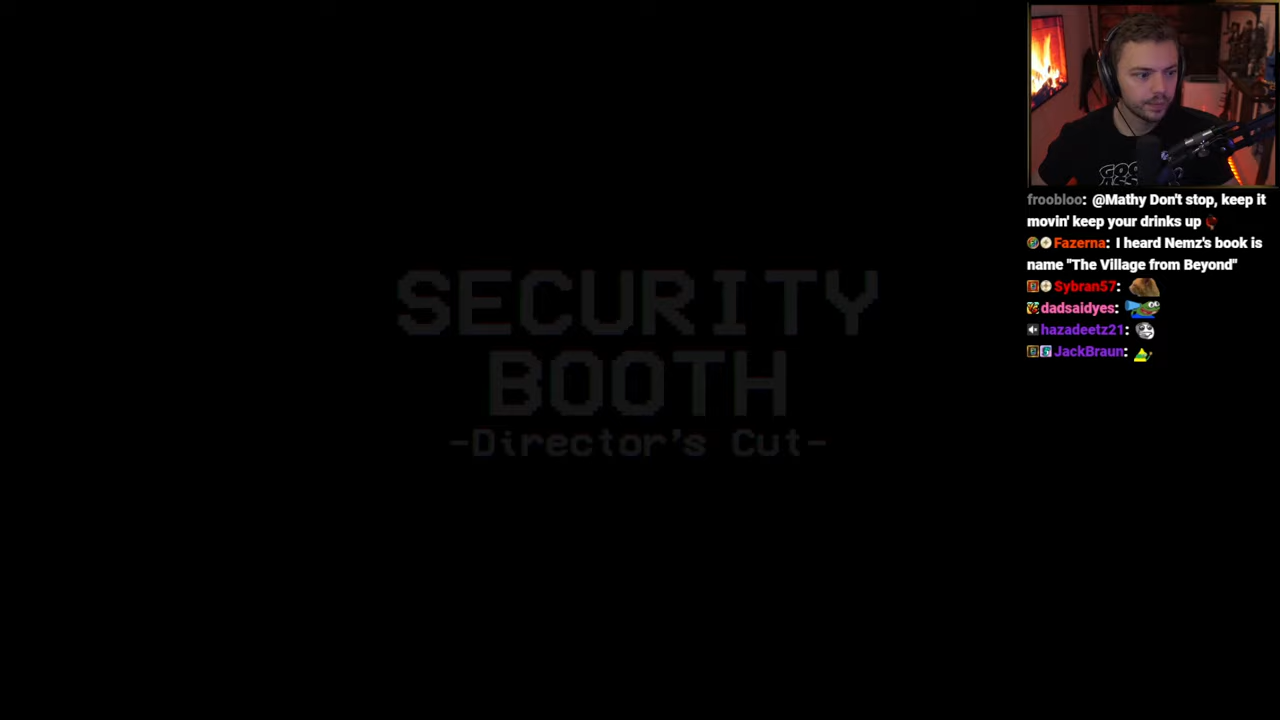 SECURITY
BOOTH
-Director's Cut-
froobloo: @Mathy Don't stop, keep it
movin' keep your drinks up
Fazerna: I heard Nemz's book is
name "The Village from Beyond"
Sybran57:
dadsaidyes:
hazadeetz21:
JackBraun: